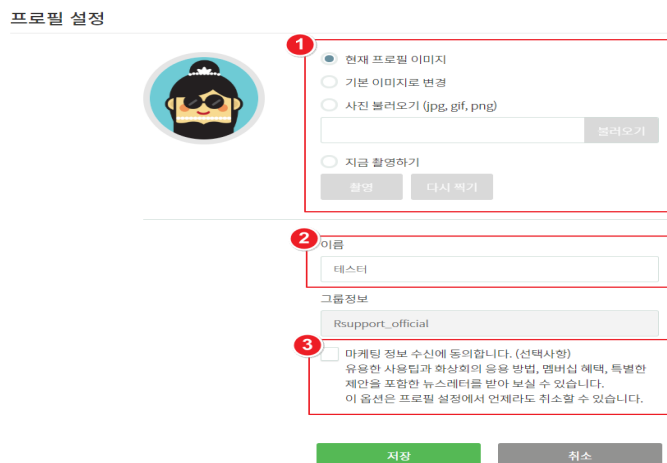 프로필 설정
1
현재 프로필 이미지
기본 이미지로 변경
사진 불러오기 (jpg, gif, png)
불러오기
지금 촬영하기
촬영
다시 찍기
2
이름
테스터
그룹정보
Rsupport_official
3
마케팅 정보 수신에 동의합니다. (선택사항)
유용한 사용팁과 화상회의 응용 방법, 멤버십 혜택, 특별한
제안을 포함한 뉴스레터를 받아 보실 수 있습니다.
이 옵션은 프로필 설정에서 언제라도 취소할 수 있습니다.
저장
취소